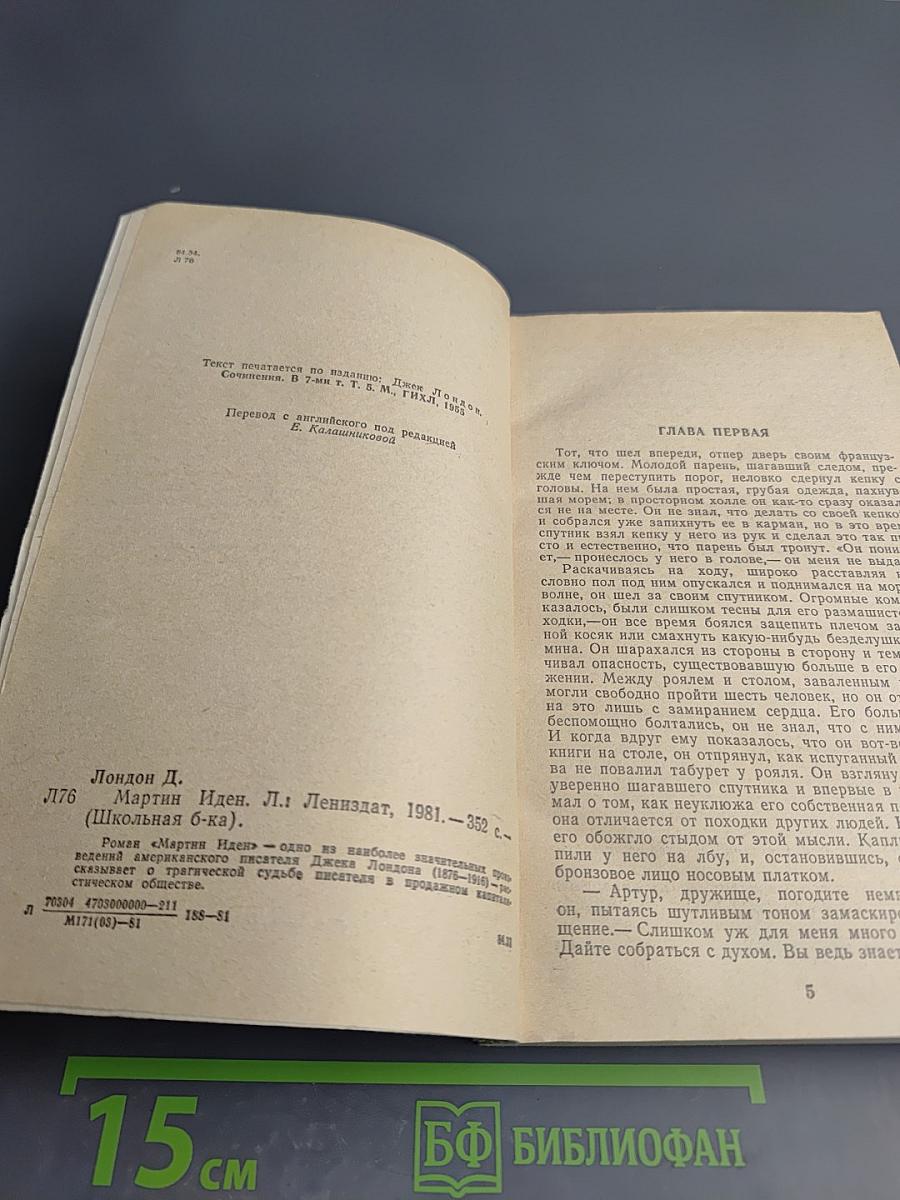 84.34.
Л 76
Текст печатается по изданию: Джек Лондон.
Сочинения. В 7-ми т. Т. 5. М., ГИХЛ, 1955
Перевод с английского под редакцией
Е. Калашниковой
Лондон Д.
Л76 Мартин Иден. Л.: Лениздат, 1981.—352 с.—
(Школьная б-ка).
Роман «Мартин Иден» — одно из наиболее значительных произ-
ведений американского писателя Джека Лондона (1876—1916) — рас-
сказывает о трагической судьбе писателя в продажном капитали-
стическом обществе.
Л 70304 4703000000—211
М171(03)—81 188—81
ГЛАВА ПЕРВАЯ
Тот, что шел впереди, отпер дверь своим француз-
ским ключом. Молодой парень, шагавший следом, пре-
жде чем переступить порог, неловко сдернул кепку с
головы. На нем была простая, грубая одежда, пахнув-
шая морем; в просторном холле он как-то сразу оказал
ся не на месте. Он не знал, что делать со своей кепко
и собрался уже запихнуть ее в карман, но в это врем
спутник взял кепку у него из рук и сделал это так п
сто и естественно, что парень был тронут. «Он пони
ет,— пронеслось у него в голове,— он меня не выда
Раскачиваясь на ходу, широко расставляя н
словно пол под ним опускался и поднимался на мор
волне, он шел за своим спутником. Огромные ком
казалось, были слишком тесны для его размашист
ходки,—он все время боялся зацепить плечом за
ной косяк или смахнуть какую-нибудь безделушк
мина. Он шарахался из стороны в сторону и тем
чивал опасность, существовавшую больше в его
жении. Между роялем и столом, заваленным
могли свободно пройти шесть человек, но он от
на это лишь с замиранием сердца. Его боль
беспомощно болтались, он не знал, что с ним
И когда вдруг ему показалось, что он вот-в
книги на столе, он отпрянул, как испуганный
ва не повалил табурет у рояля. Он взгляну
уверенно шагавшего спутника и впервые в
мал о том, как неуклюжа его собственная п
она отличается от походки других людей.
его обожгло стыдом от этой мысли. Капл
пили у него на лбу, и, остановившись,
бронзовое лицо носовым платком.
— Артур, дружище, погодите нем
он, пытаясь шутливым тоном замаскир
щение.— Слишком уж для меня много
Дайте собраться с духом. Вы ведь знает
5
15 см
БФ БИБЛИОФАН